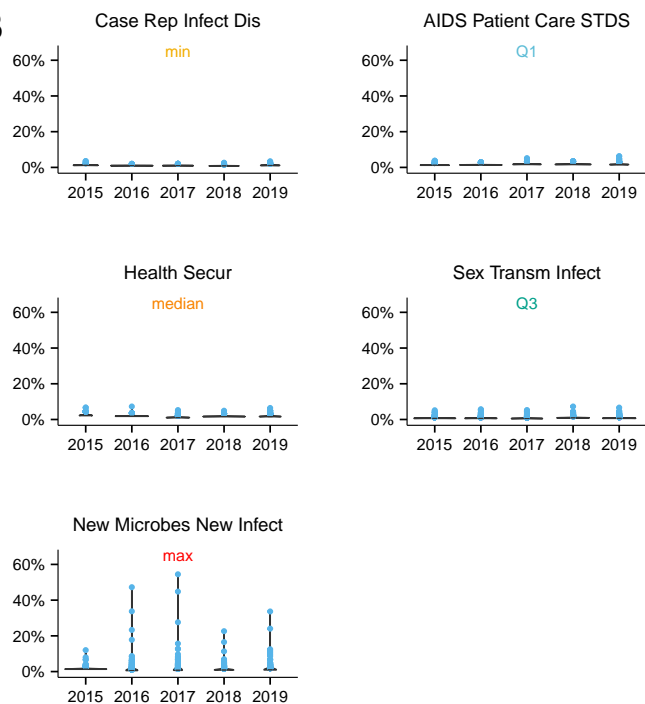 Case Rep Infect Dis
min
60%
40%
20%
0%
2015 2016 2017 2018 2019
AIDS Patient Care STDS
Q1
60%
40%
20%
0%
2015 2016 2017 2018 2019
Health Secur
median
60%
40%
20%
0%
2015 2016 2017 2018 2019
Sex Transm Infect
Q3
60%
40%
20%
0%
2015 2016 2017 2018 2019
New Microbes New Infect
max
60%
40%
20%
0%
2015 2016 2017 2018 2019